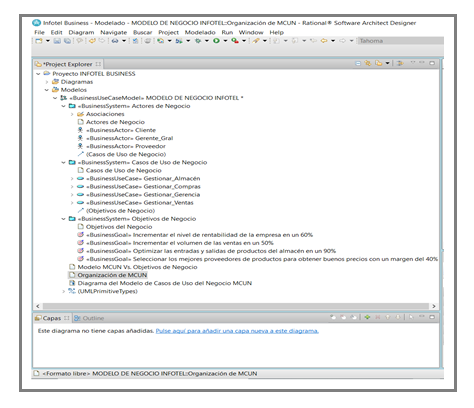 Infotel Business - Modelado - MODELO DE NEGOCIO INFOTEL::Organización de MCUN - Rational® Software Architect Designer
File Edit Diagram Navigate Buscar Project Modelado Run Window Help
Tahoma
*Project Explorer
Proyecto INFOTEL BUSINESS
Diagramas
Modelos
«BusinessUseCaseModel» MODELO DE NEGOCIO INFOTEL *
«BusinessSystem» Actores de Negocio
Asociaciones
Actores de Negocio
«BusinessActor» Cliente
«BusinessActor» Gerente_Gral
«BusinessActor» Proveedor
(Casos de Uso de Negocio)
«BusinessSystem» Casos de Uso de Negocio
Casos de Uso de Negocio
«BusinessUseCase» Gestionar_Almacén
«BusinessUseCase» Gestionar_Compras
«BusinessUseCase» Gestionar_Gerencia
«BusinessUseCase» Gestionar_Ventas
(Objetivos de Negocio)
«BusinessSystem» Objetivos de Negocio
Objetivos del Negocio
«BusinessGoal» Incrementar el nivel de rentabilidad de la empresa en un 60%
«BusinessGoal» Incrementar el volumen de las ventas en un 50%
«BusinessGoal» Optimizar las entradas y salidas de productos del almacén en un 90%
«BusinessGoal» Seleccionar los mejores proveedores de productos para obtener buenos precios con un margen del 40%
Modelo MCUN Vs. Objetivos de Negocio
Organización de MCUN
Diagrama del Modelo de Casos de Uso del Negocio MCUN
(UMLPrimitiveTypes)
Capas Outline
Este diagrama no tiene capas añadidas. Pulse aquí para añadir una capa nueva a este diagrama.
«Formato libre» MODELO DE NEGOCIO INFOTEL::Organización de MCUN